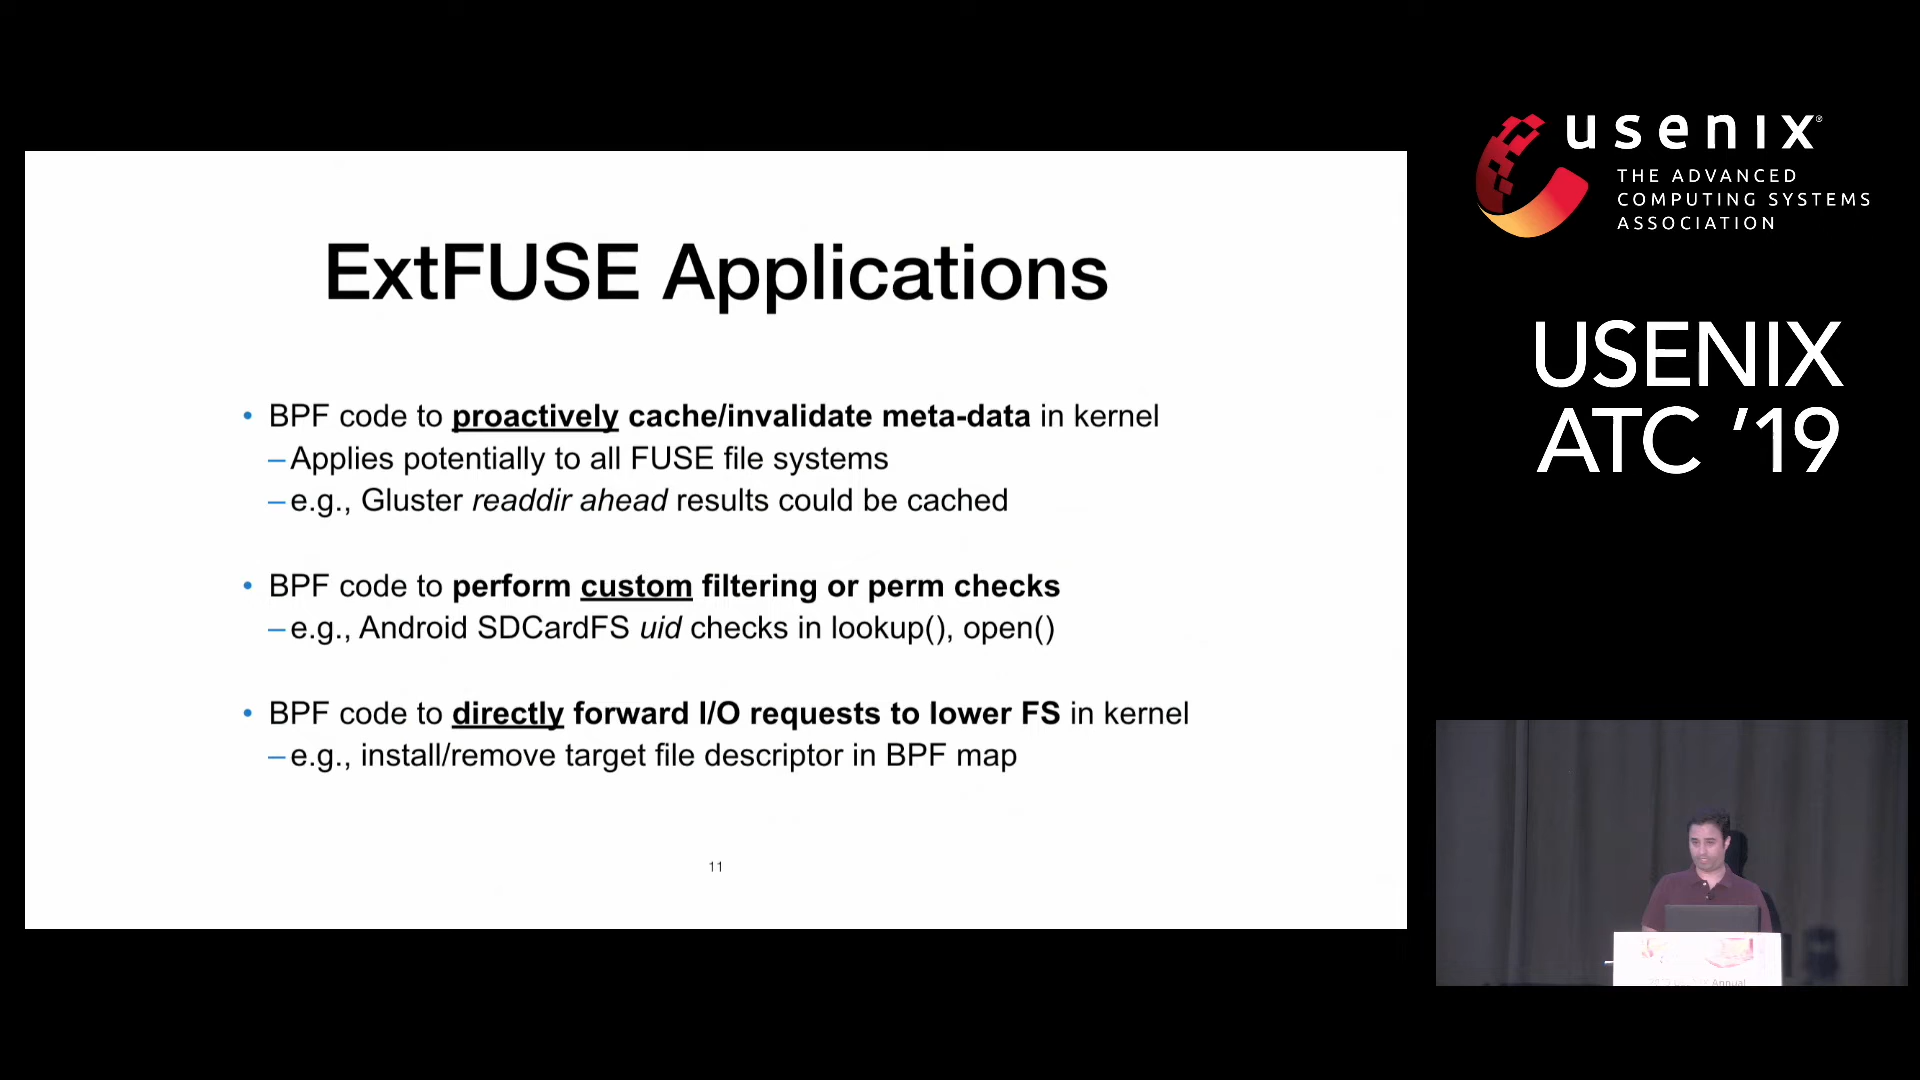 ExtFUSE Applications
• BPF code to proactively cache/invalidate meta-data in kernel
–Applies potentially to all FUSE file systems
–e.g., Gluster readdir ahead results could be cached
• BPF code to perform custom filtering or perm checks
–e.g., Android SDCardFS uid checks in lookup(), open()
• BPF code to directly forward I/O requests to lower FS in kernel
–e.g., install/remove target file descriptor in BPF map
11
usenix®
THE ADVANCED
COMPUTING SYSTEMS
ASSOCIATION
USENIX
ATC ’19
Annual